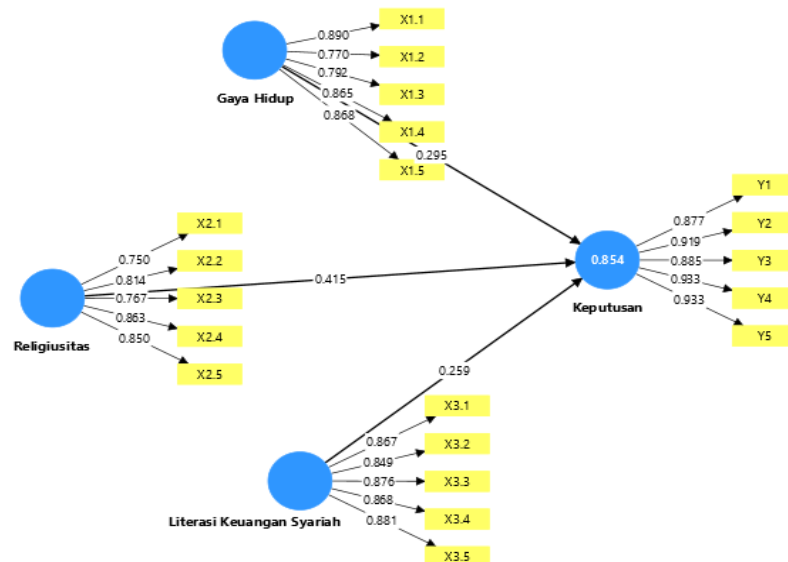 X1.1
0.890
X1.2
0.770
0.792
X1.3
Gaya Hidup
0.865
X1.4
0.868
0.295
X1.5
X2.1
0.750
X2.2
0.814
0.767
X2.3
0.415
0.863
X2.4
0.850
X2.5
Religiusitas
Y1
0.877
Y2
0.919
0.854
0.885
Y3
0.933
Y4
0.933
Y5
Keputusan
0.259
X3.1
0.867
X3.2
0.849
0.876
X3.3
0.868
X3.4
0.881
X3.5
Literasi Keuangan Syariah